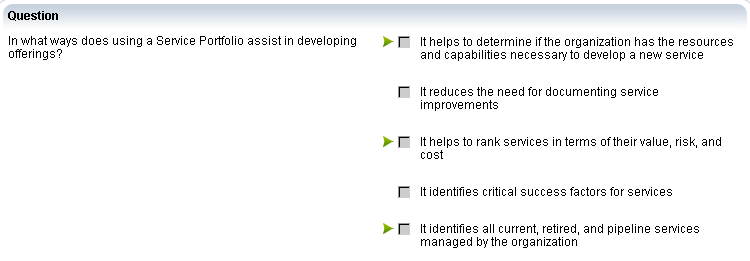 Question
In what ways does using a Service Portfolio assist in developing
offerings?
It helps to determine if the organization has the resources
and capabilities necessary to develop a new service
It reduces the need for documenting service
improvements
It helps to rank services in terms of their value, risk, and
cost
It identifies critical success factors for services
It identifies all current, retired, and pipeline services
managed by the organization